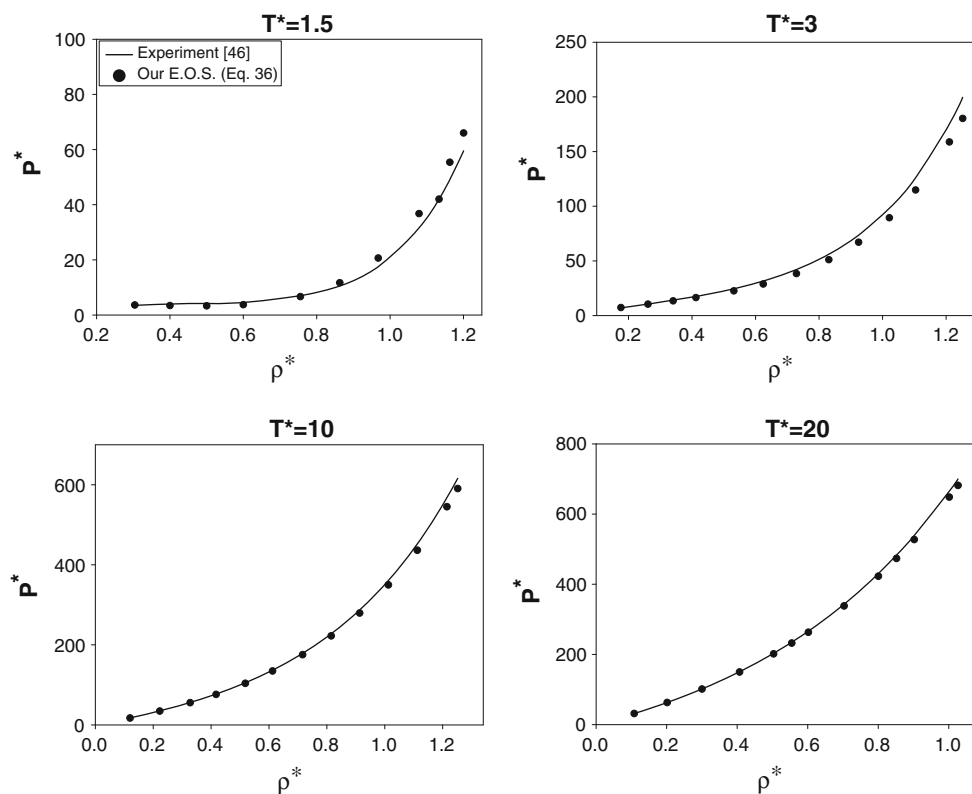 T*=1.5
100
80
60
40
20
0
Experiment [46]
Our E.O.S. (Eq. 36)
P*
0.2 0.4 0.6 0.8 1.0 1.2
ρ*
T*=3
250
200
150
100
50
0
P*
0.2 0.4 0.6 0.8 1.0 1.2
ρ*
T*=10
600
400
200
0
P*
0.0 0.2 0.4 0.6 0.8 1.0 1.2
ρ*
T*=20
800
600
400
200
0
P*
0.0 0.2 0.4 0.6 0.8 1.0
ρ*